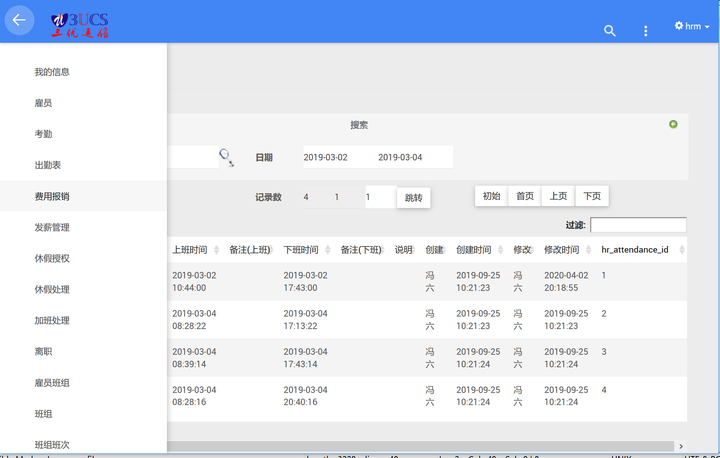 3UCS
hrm
我的信息
雇员
考勤
出勤表
费用报销
发薪管理
休假授权
休假处理
加班处理
离职
雇员班组
班组
班组班次
搜索
日期 2019-03-02 2019-03-04
记录数 4 1 1 跳转 初始 首页 上页 下页
过滤:
上班时间 备注(上班) 下班时间 备注(下班) 说明 创建 创建时间 修改 修改时间 hr_attendance_id
2019-03-02 10:44:00 2019-03-02 17:43:00 冯六 2019-09-25 10:21:23 冯六 2020-04-02 20:18:55 1
2019-03-04 08:28:22 2019-03-04 17:13:22 冯六 2019-09-25 10:21:23 冯六 2019-09-25 10:21:23 2
2019-03-04 08:39:14 2019-03-04 17:43:14 冯六 2019-09-25 10:21:24 冯六 2019-09-25 10:21:24 3
2019-03-04 08:28:16 2019-03-04 20:40:16 冯六 2019-09-25 10:21:24 冯六 2019-09-25 10:21:24 4